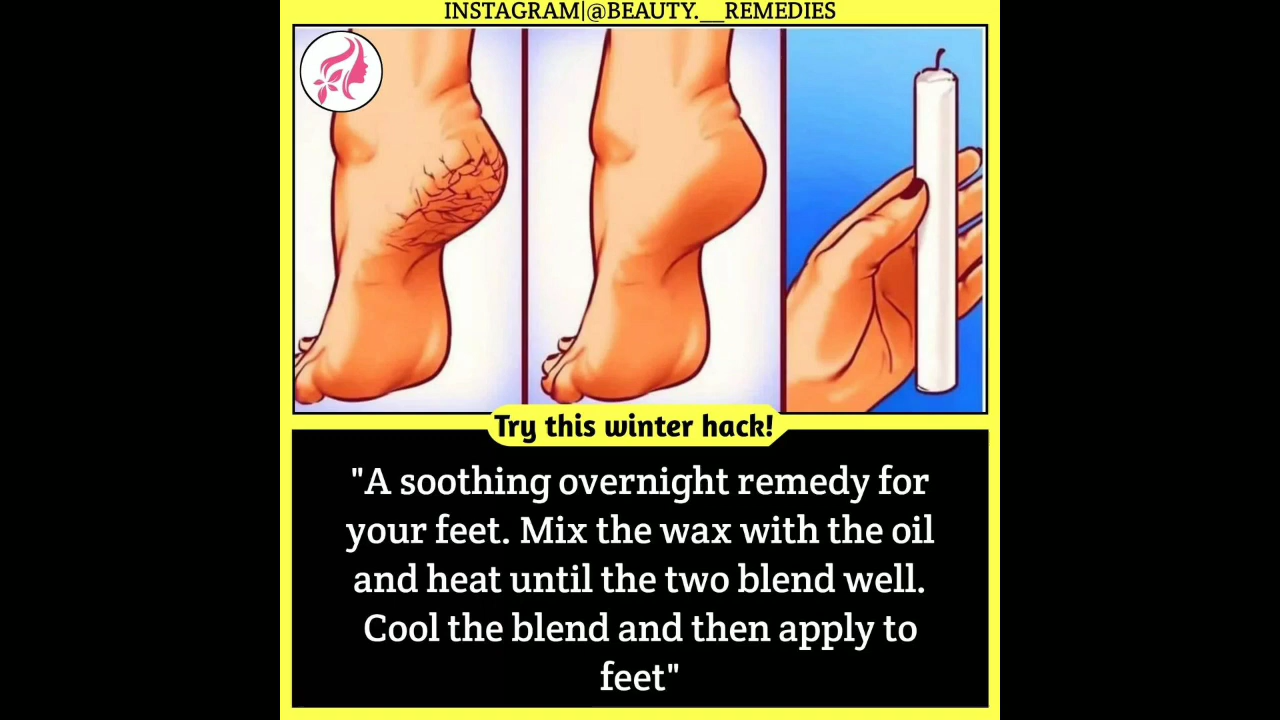 INSTAGRAM|@BEAUTY.__REMEDIES
Try this winter hack!
"A soothing overnight remedy for
your feet. Mix the wax with the oil
and heat until the two blend well.
Cool the blend and then apply to
feet"